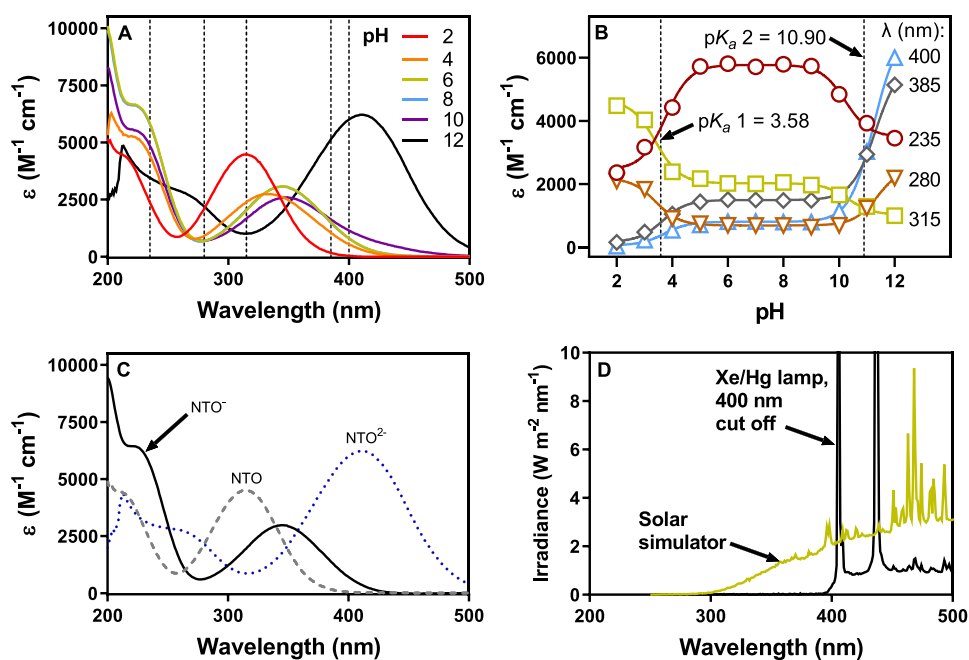 A
pH
2
4
6
8
10
12
10000
7500
5000
2500
0
200
300
400
500
ε (M⁻¹ cm⁻¹)
Wavelength (nm)
B
λ (nm):
400
385
235
280
315
pKₐ 2 = 10.90
pKₐ 1 = 3.58
6000
4000
2000
0
2
4
6
8
10
12
ε (M⁻¹ cm⁻¹)
pH
C
NTO⁻
NTO
NTO²⁻
10000
7500
5000
2500
0
200
300
400
500
ε (M⁻¹ cm⁻¹)
Wavelength (nm)
D
Xe/Hg lamp,
400 nm
cut off
Solar
simulator
10
8
6
4
2
0
200
300
400
500
Irradiance (W m⁻² nm⁻¹)
Wavelength (nm)